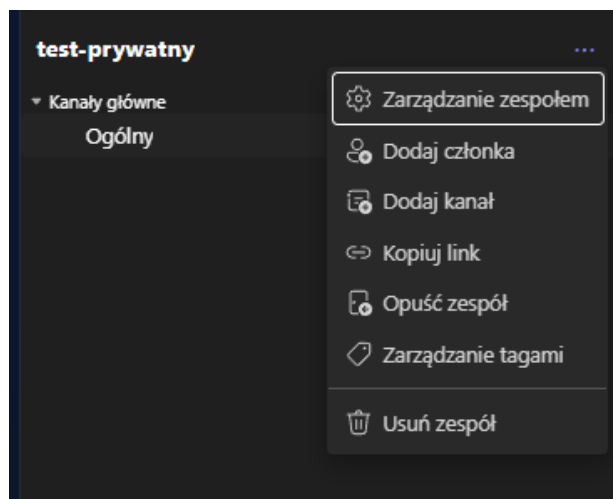 test-prywatny
Kanały główne
Ogólny
Zarządzanie zespołem
Dodaj członka
Dodaj kanał
Kopiuj link
Opuść zespół
Zarządzanie tagami
Usuń zespół